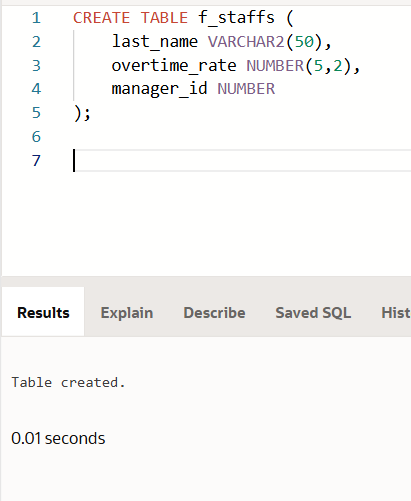 1 CREATE TABLE f_staffs (
2 last_name VARCHAR2(50),
3 overtime_rate NUMBER(5,2),
4 manager_id NUMBER
5 );
6
7
Results Explain Describe Saved SQL Hist
Table created.
0.01 seconds